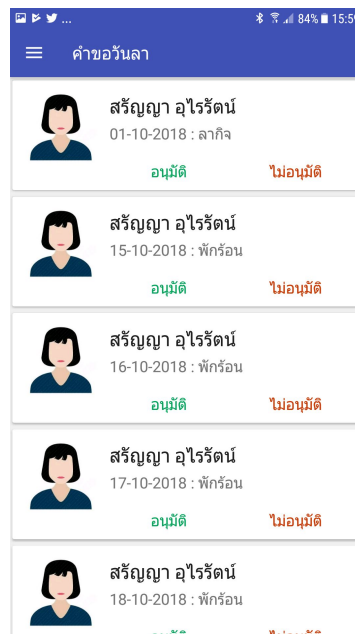 ... 84% 15:59
คำขอวันลา
สรัญญา อุไรรัตน์
01-10-2018 : ลากิจ
อนุมัติ ไม่อนุมัติ
สรัญญา อุไรรัตน์
15-10-2018 : พักร้อน
อนุมัติ ไม่อนุมัติ
สรัญญา อุไรรัตน์
16-10-2018 : พักร้อน
อนุมัติ ไม่อนุมัติ
สรัญญา อุไรรัตน์
17-10-2018 : พักร้อน
อนุมัติ ไม่อนุมัติ
สรัญญา อุไรรัตน์
18-10-2018 : พักร้อน